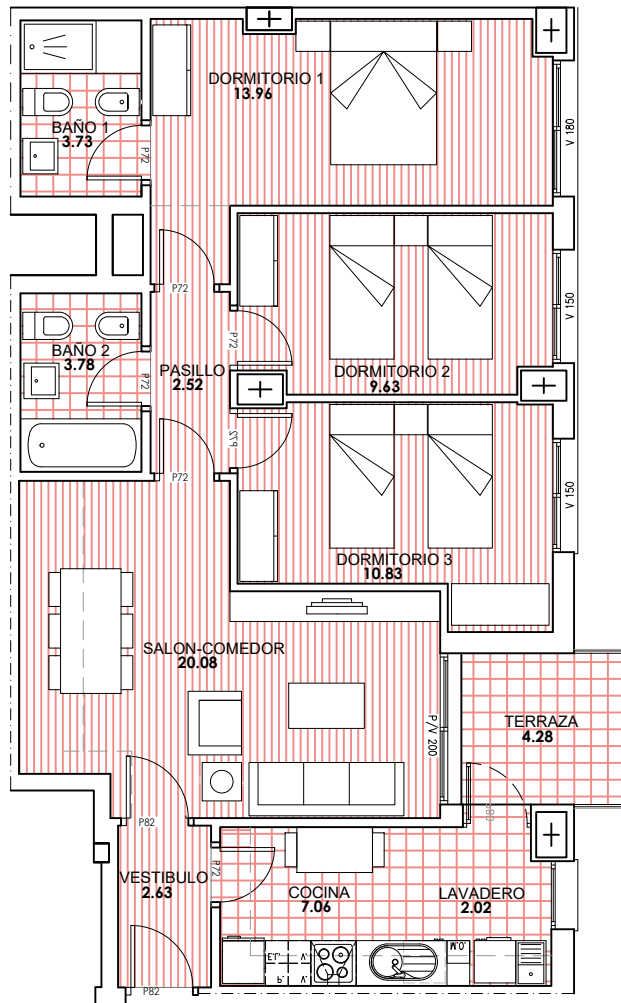 DORMITORIO 1
13.96
BAÑO 1
3.73
P72
V 180
P72
P72
V 150
BAÑO 2
3.78
P72
PASILLO
2.52
DORMITORIO 2
9.63
P72
P72
V 150
DORMITORIO 3
10.83
SALON-COMEDOR
20.08
P/V 200
TERRAZA
4.28
P80
P82
P72
VESTIBULO
2.63
COCINA
7.06
LAVADERO
2.02
F.L.
V.
P.
V.
M.O.
P82